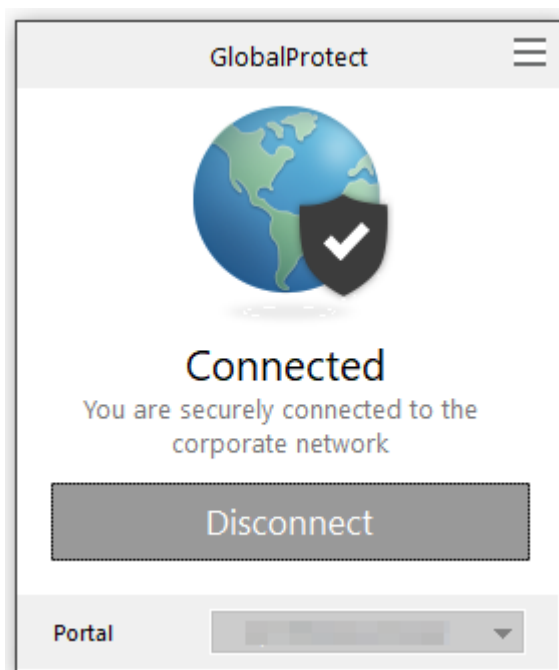 GlobalProtect
Connected
You are securely connected to the
corporate network
Disconnect
Portal